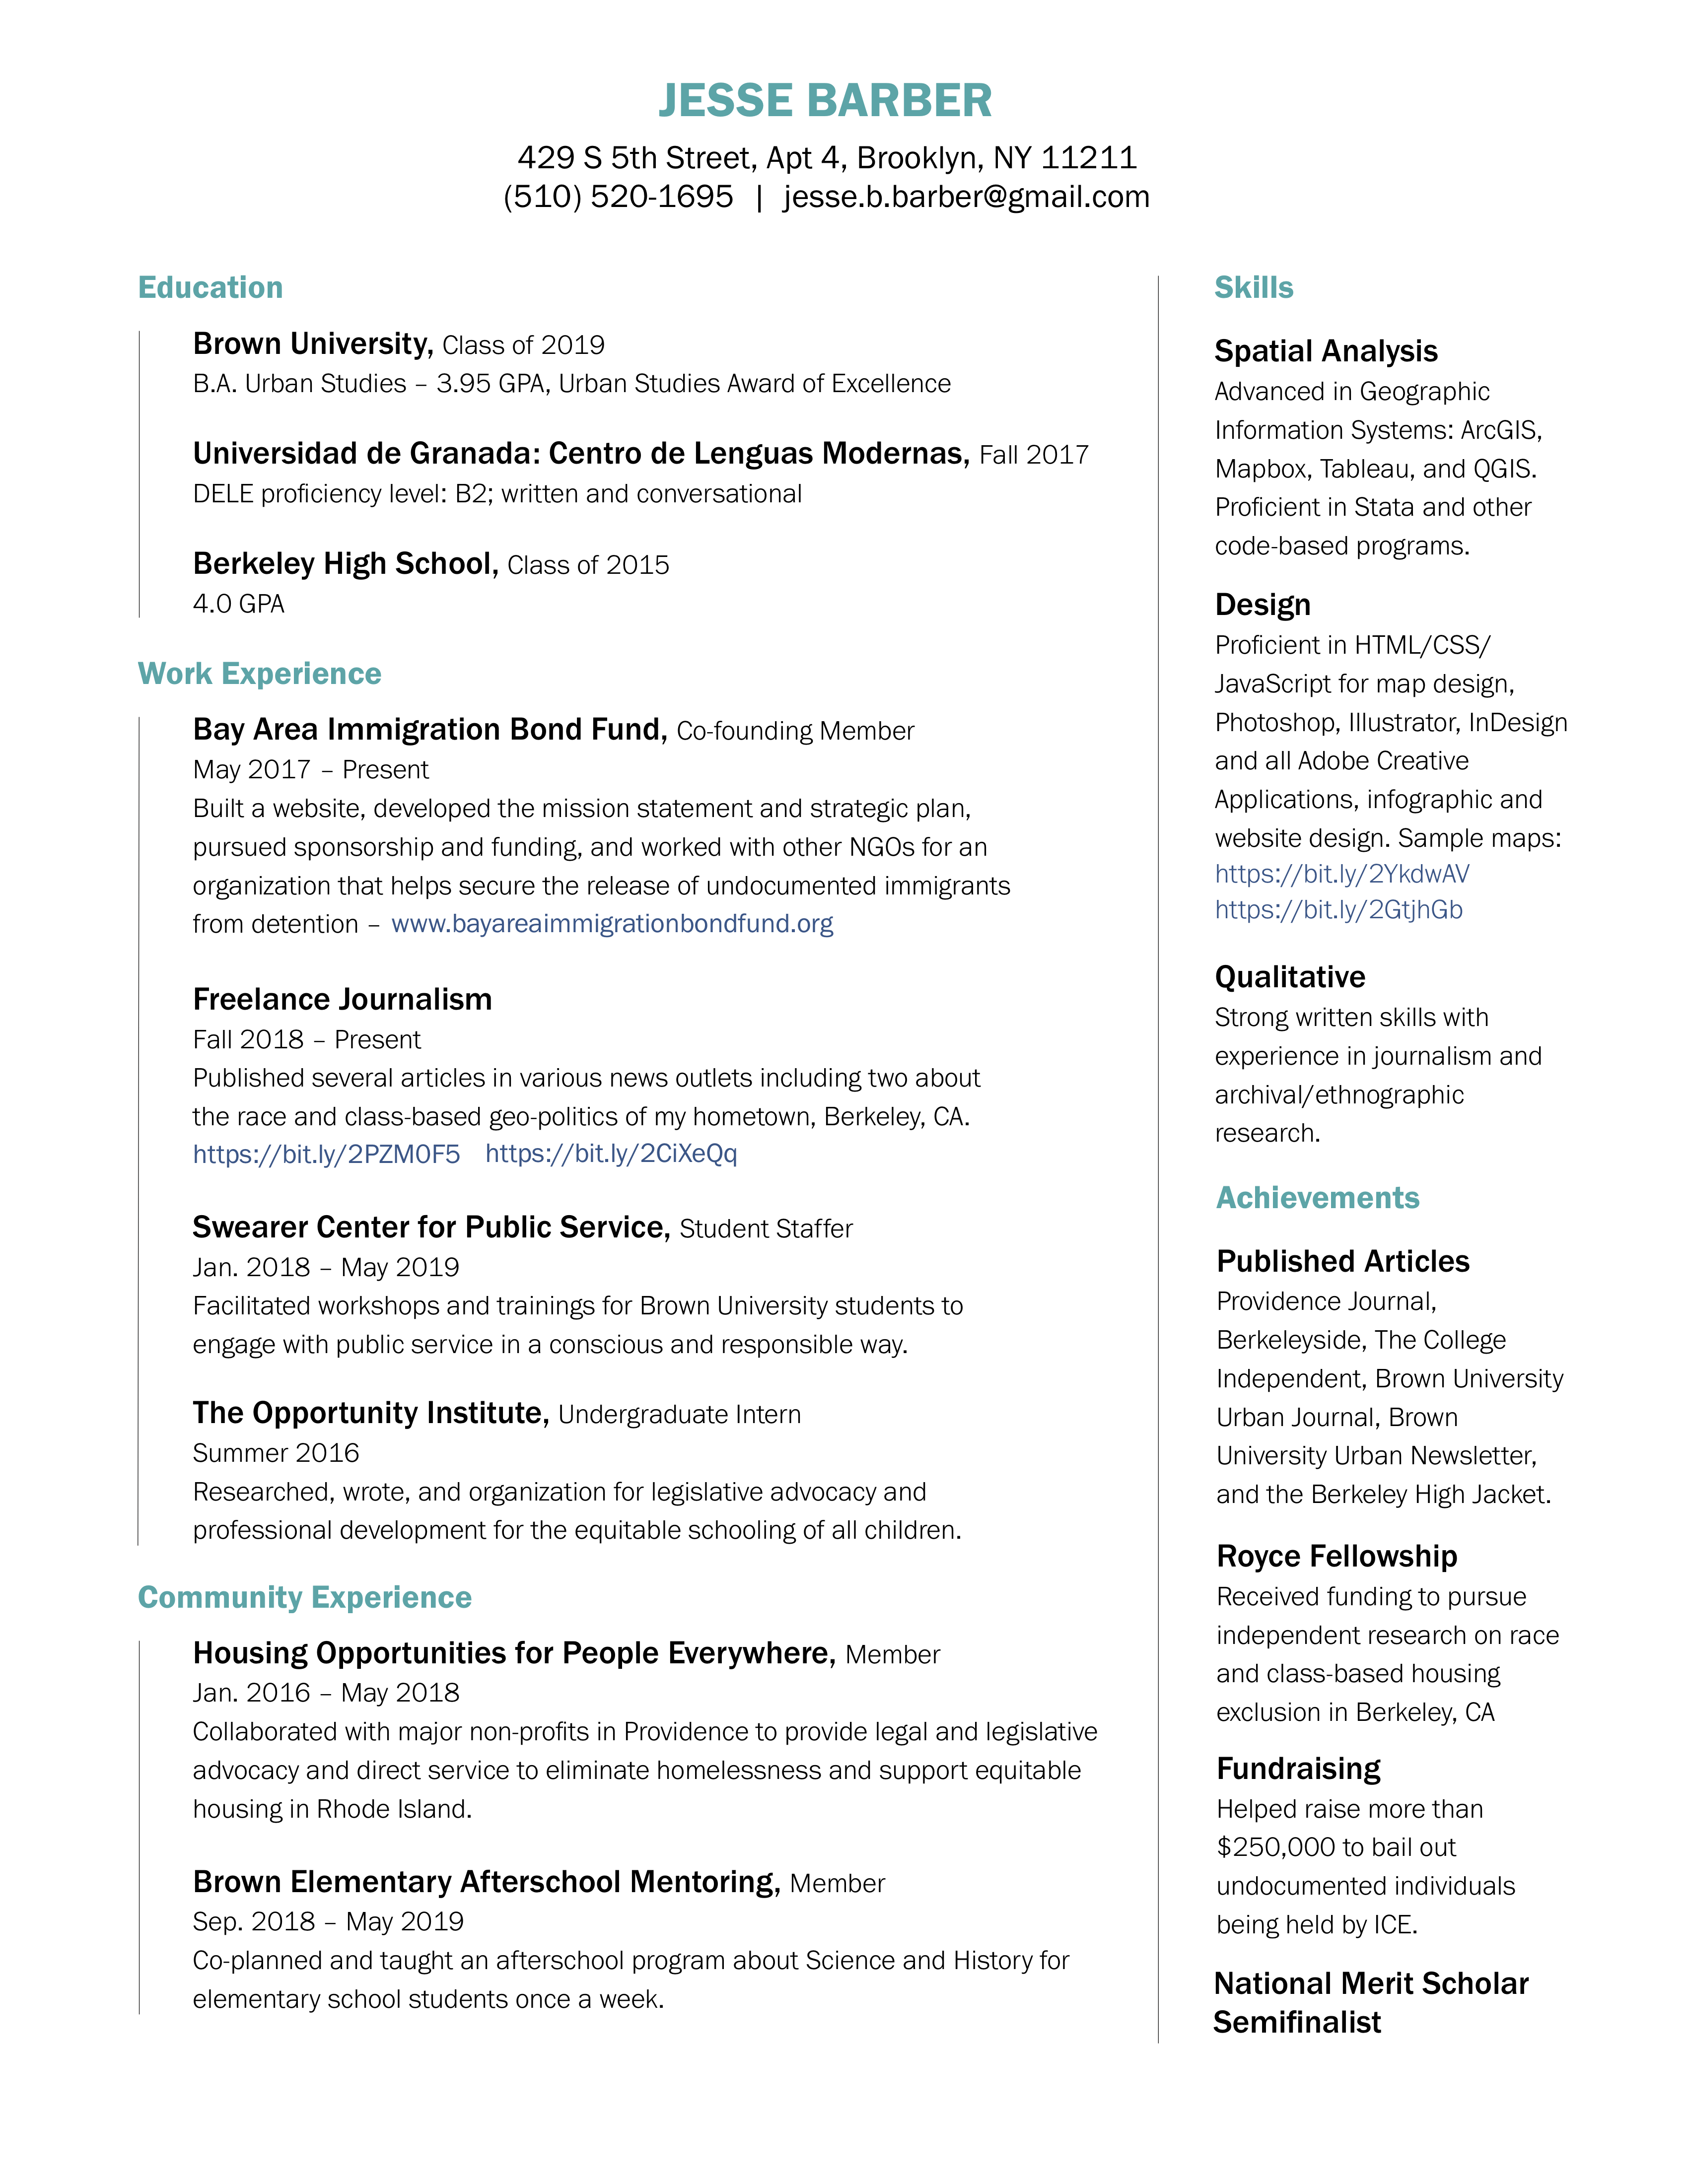 JESSE BARBER
429 S 5th Street, Apt 4, Brooklyn, NY 11211
(510) 520-1695 | jesse.b.barber@gmail.com
Education
Brown University, Class of 2019
B.A. Urban Studies – 3.95 GPA, Urban Studies Award of Excellence
Universidad de Granada: Centro de Lenguas Modernas, Fall 2017
DELE proficiency level: B2; written and conversational
Berkeley High School, Class of 2015
4.0 GPA
Work Experience
Bay Area Immigration Bond Fund, Co-founding Member
May 2017 – Present
Built a website, developed the mission statement and strategic plan,
pursued sponsorship and funding, and worked with other NGOs for an
organization that helps secure the release of undocumented immigrants
from detention – www.bayareaimmigrationbondfund.org
Freelance Journalism
Fall 2018 – Present
Published several articles in various news outlets including two about
the race and class-based geo-politics of my hometown, Berkeley, CA.
https://bit.ly/2PZM0F5 https://bit.ly/2CiXeQq
Swearer Center for Public Service, Student Staffer
Jan. 2018 – May 2019
Facilitated workshops and trainings for Brown University students to
engage with public service in a conscious and responsible way.
The Opportunity Institute, Undergraduate Intern
Summer 2016
Researched, wrote, and organization for legislative advocacy and
professional development for the equitable schooling of all children.
Community Experience
Housing Opportunities for People Everywhere, Member
Jan. 2016 – May 2018
Collaborated with major non-profits in Providence to provide legal and legislative
advocacy and direct service to eliminate homelessness and support equitable
housing in Rhode Island.
Brown Elementary Afterschool Mentoring, Member
Sep. 2018 – May 2019
Co-planned and taught an afterschool program about Science and History for
elementary school students once a week.
Skills
Spatial Analysis
Advanced in Geographic
Information Systems: ArcGIS,
Mapbox, Tableau, and QGIS.
Proficient in Stata and other
code-based programs.
Design
Proficient in HTML/CSS/
JavaScript for map design,
Photoshop, Illustrator, InDesign
and all Adobe Creative
Applications, infographic and
website design. Sample maps:
https://bit.ly/2YkdwAV
https://bit.ly/2GtjhGb
Qualitative
Strong written skills with
experience in journalism and
archival/ethnographic
research.
Achievements
Published Articles
Providence Journal,
Berkeleyside, The College
Independent, Brown University
Urban Journal, Brown
University Urban Newsletter,
and the Berkeley High Jacket.
Royce Fellowship
Received funding to pursue
independent research on race
and class-based housing
exclusion in Berkeley, CA
Fundraising
Helped raise more than
$250,000 to bail out
undocumented individuals
being held by ICE.
National Merit Scholar
Semifinalist